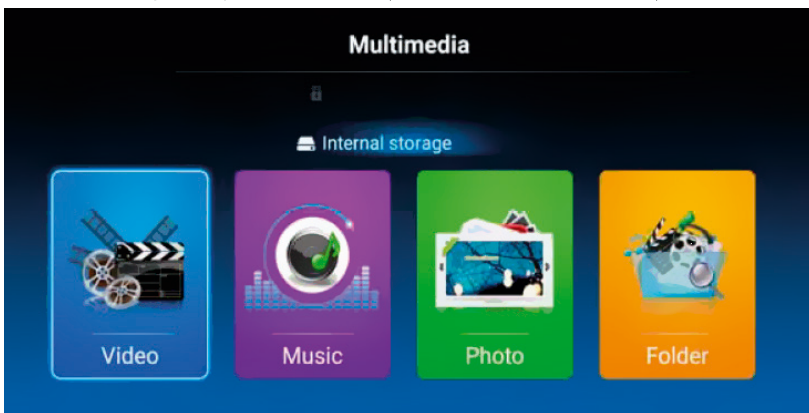 Multimedia
Internal storage
Video
Music
Photo
Folder